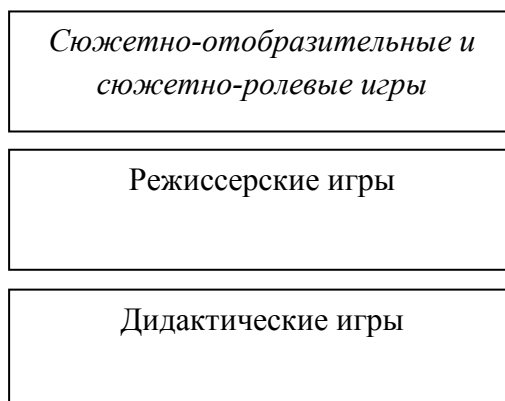 Сюжетно-отобразительные и
сюжетно-ролевые игры
Режиссерские игры
Дидактические игры